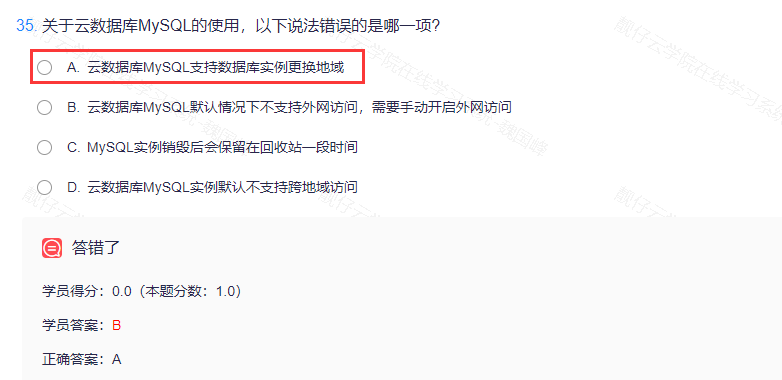 35. 关于云数据库MySQL的使用，以下说法错误的是哪一项？
A. 云数据库MySQL支持数据库实例更换地域
B. 云数据库MySQL默认情况下不支持外网访问，需要手动开启外网访问
C. MySQL实例销毁后会保留在回收站一段时间
D. 云数据库MySQL实例默认不支持跨地域访问
答错了
学员得分：0.0（本题分数：1.0）
学员答案：B
正确答案：A